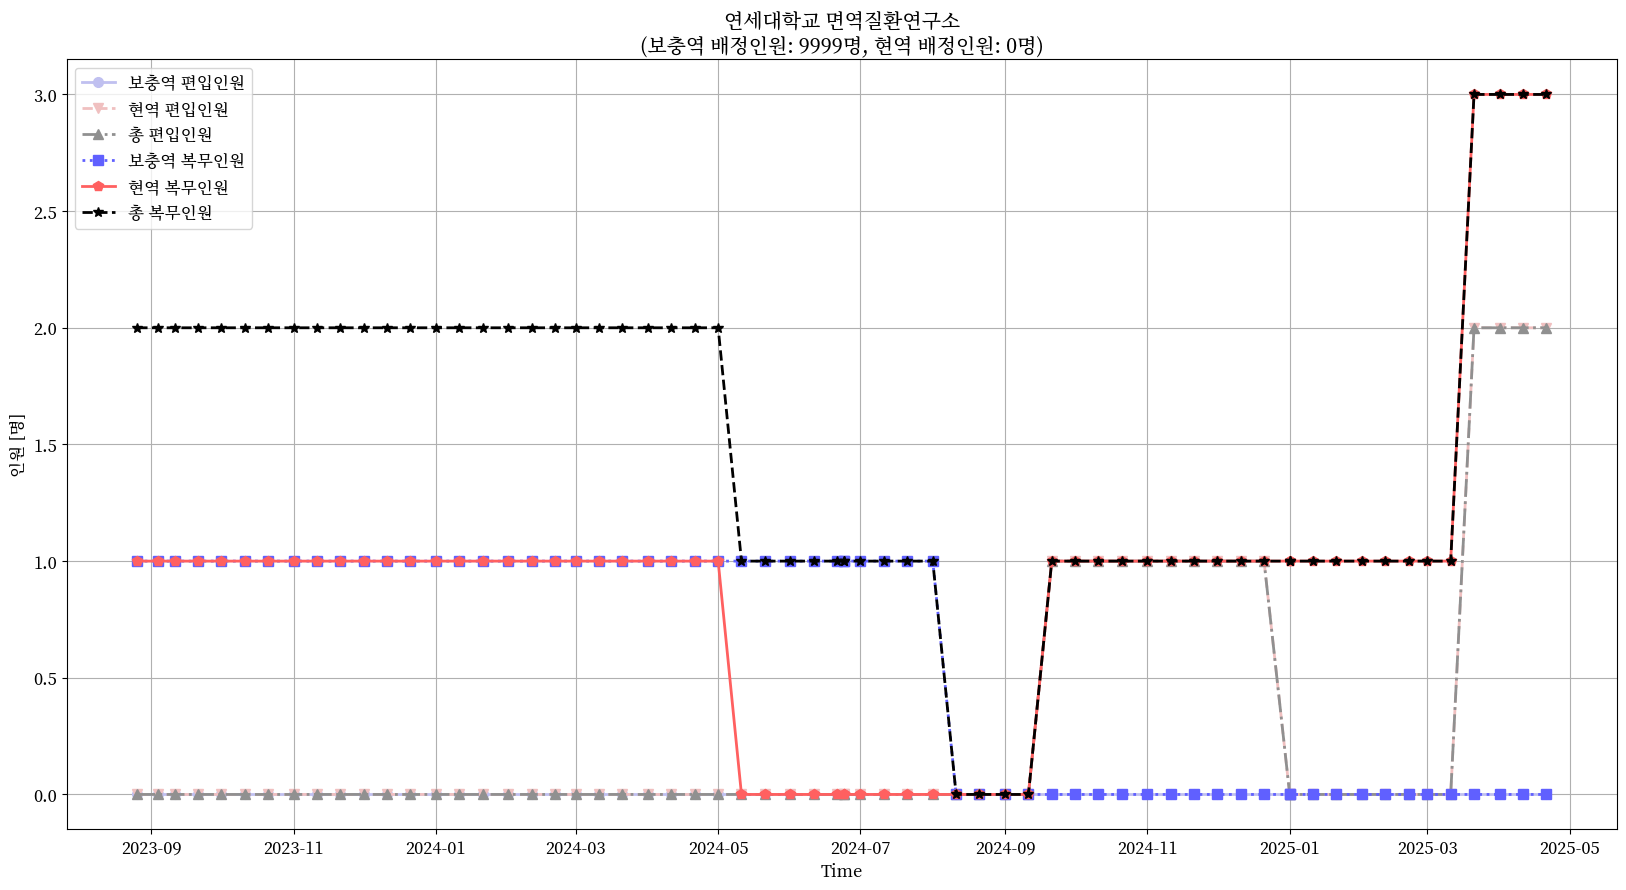 연세대학교 면역질환연구소
(보충역 배정인원: 9999명, 현역 배정인원: 0명)
보충역 편입인원
현역 편입인원
총 편입인원
보충역 복무인원
현역 복무인원
총 복무인원
인원 [명]
3.0
2.5
2.0
1.5
1.0
0.5
0.0
2023-09
2023-11
2024-01
2024-03
2024-05
2024-07
2024-09
2024-11
2025-01
2025-03
2025-05
Time